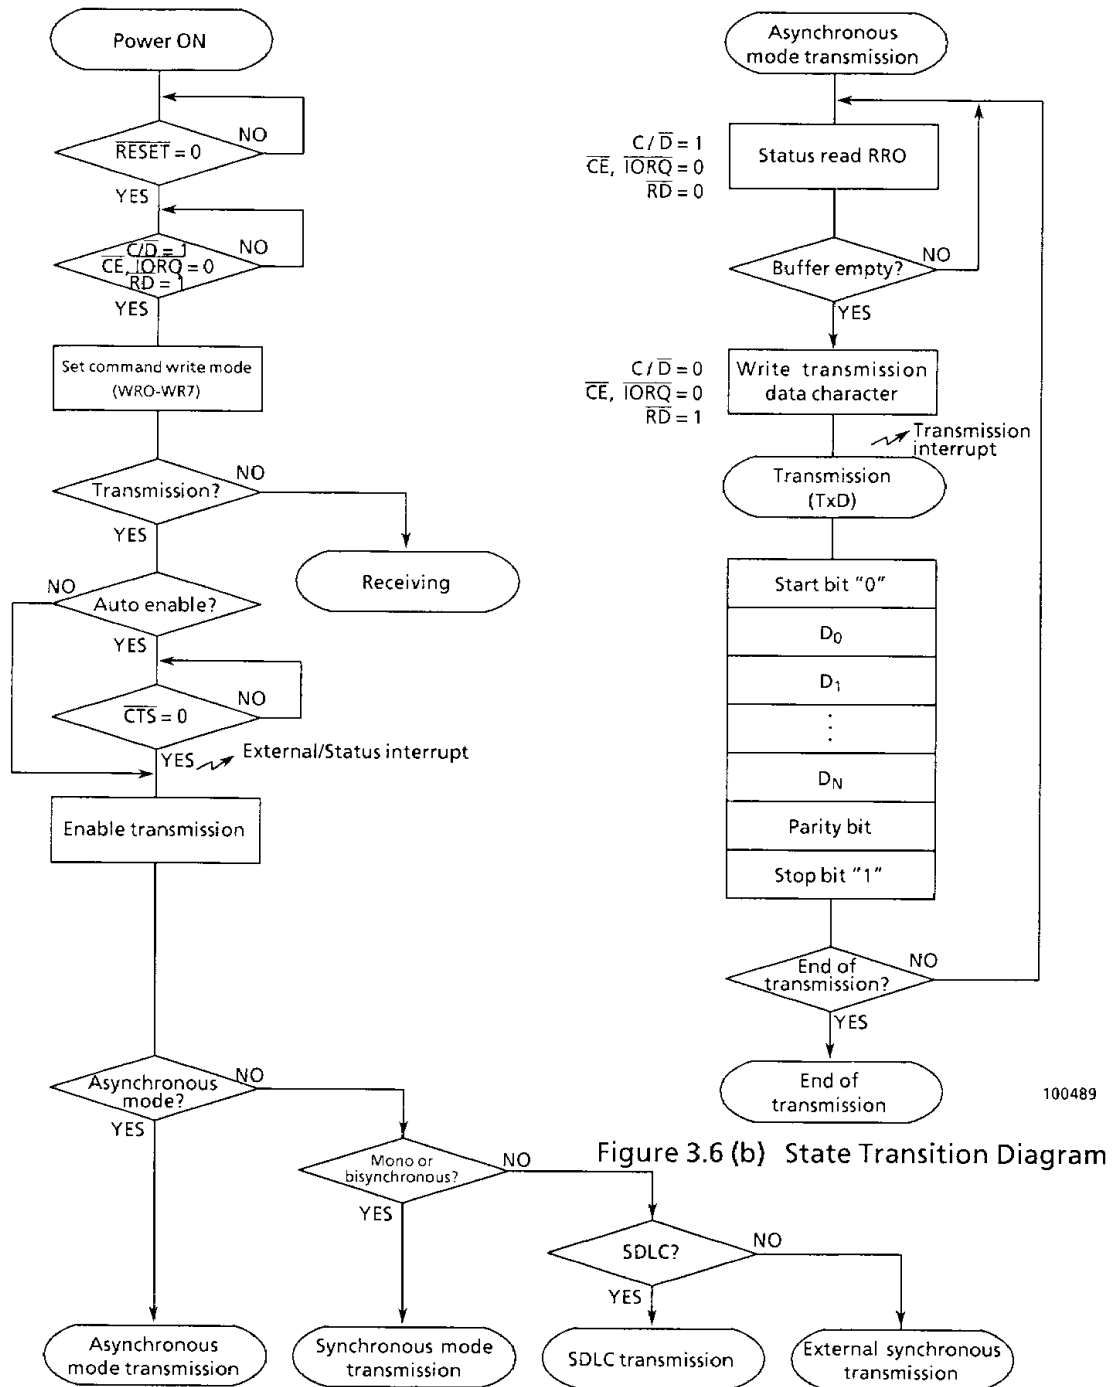 Power ON
RESET = 0
NO
YES
C/D = 1
CE, IORQ = 0
RD = 1
NO
YES
Set command write mode
(WRO-WR7)
Transmission?
NO
YES
Receiving
Auto enable?
NO
YES
CTS = 0
NO
YES
External/Status interrupt
Enable transmission
Asynchronous
mode?
NO
YES
Mono or
bisynchronous?
NO
YES
SDLC?
NO
YES
Asynchronous
mode transmission
Synchronous mode
transmission
SDLC transmission
External synchronous
transmission
Asynchronous
mode transmission
C/D = 1
CE, IORQ = 0
RD = 0
Status read RRO
Buffer empty?
NO
YES
C/D = 0
CE, IORQ = 0
RD = 1
Write transmission
data character
Transmission
interrupt
Transmission
(TxD)
Start bit "0"
D0
D1
⋮
DN
Parity bit
Stop bit "1"
End of
transmission?
NO
YES
End of
transmission
100489
Figure 3.6 (b) State Transition Diagram